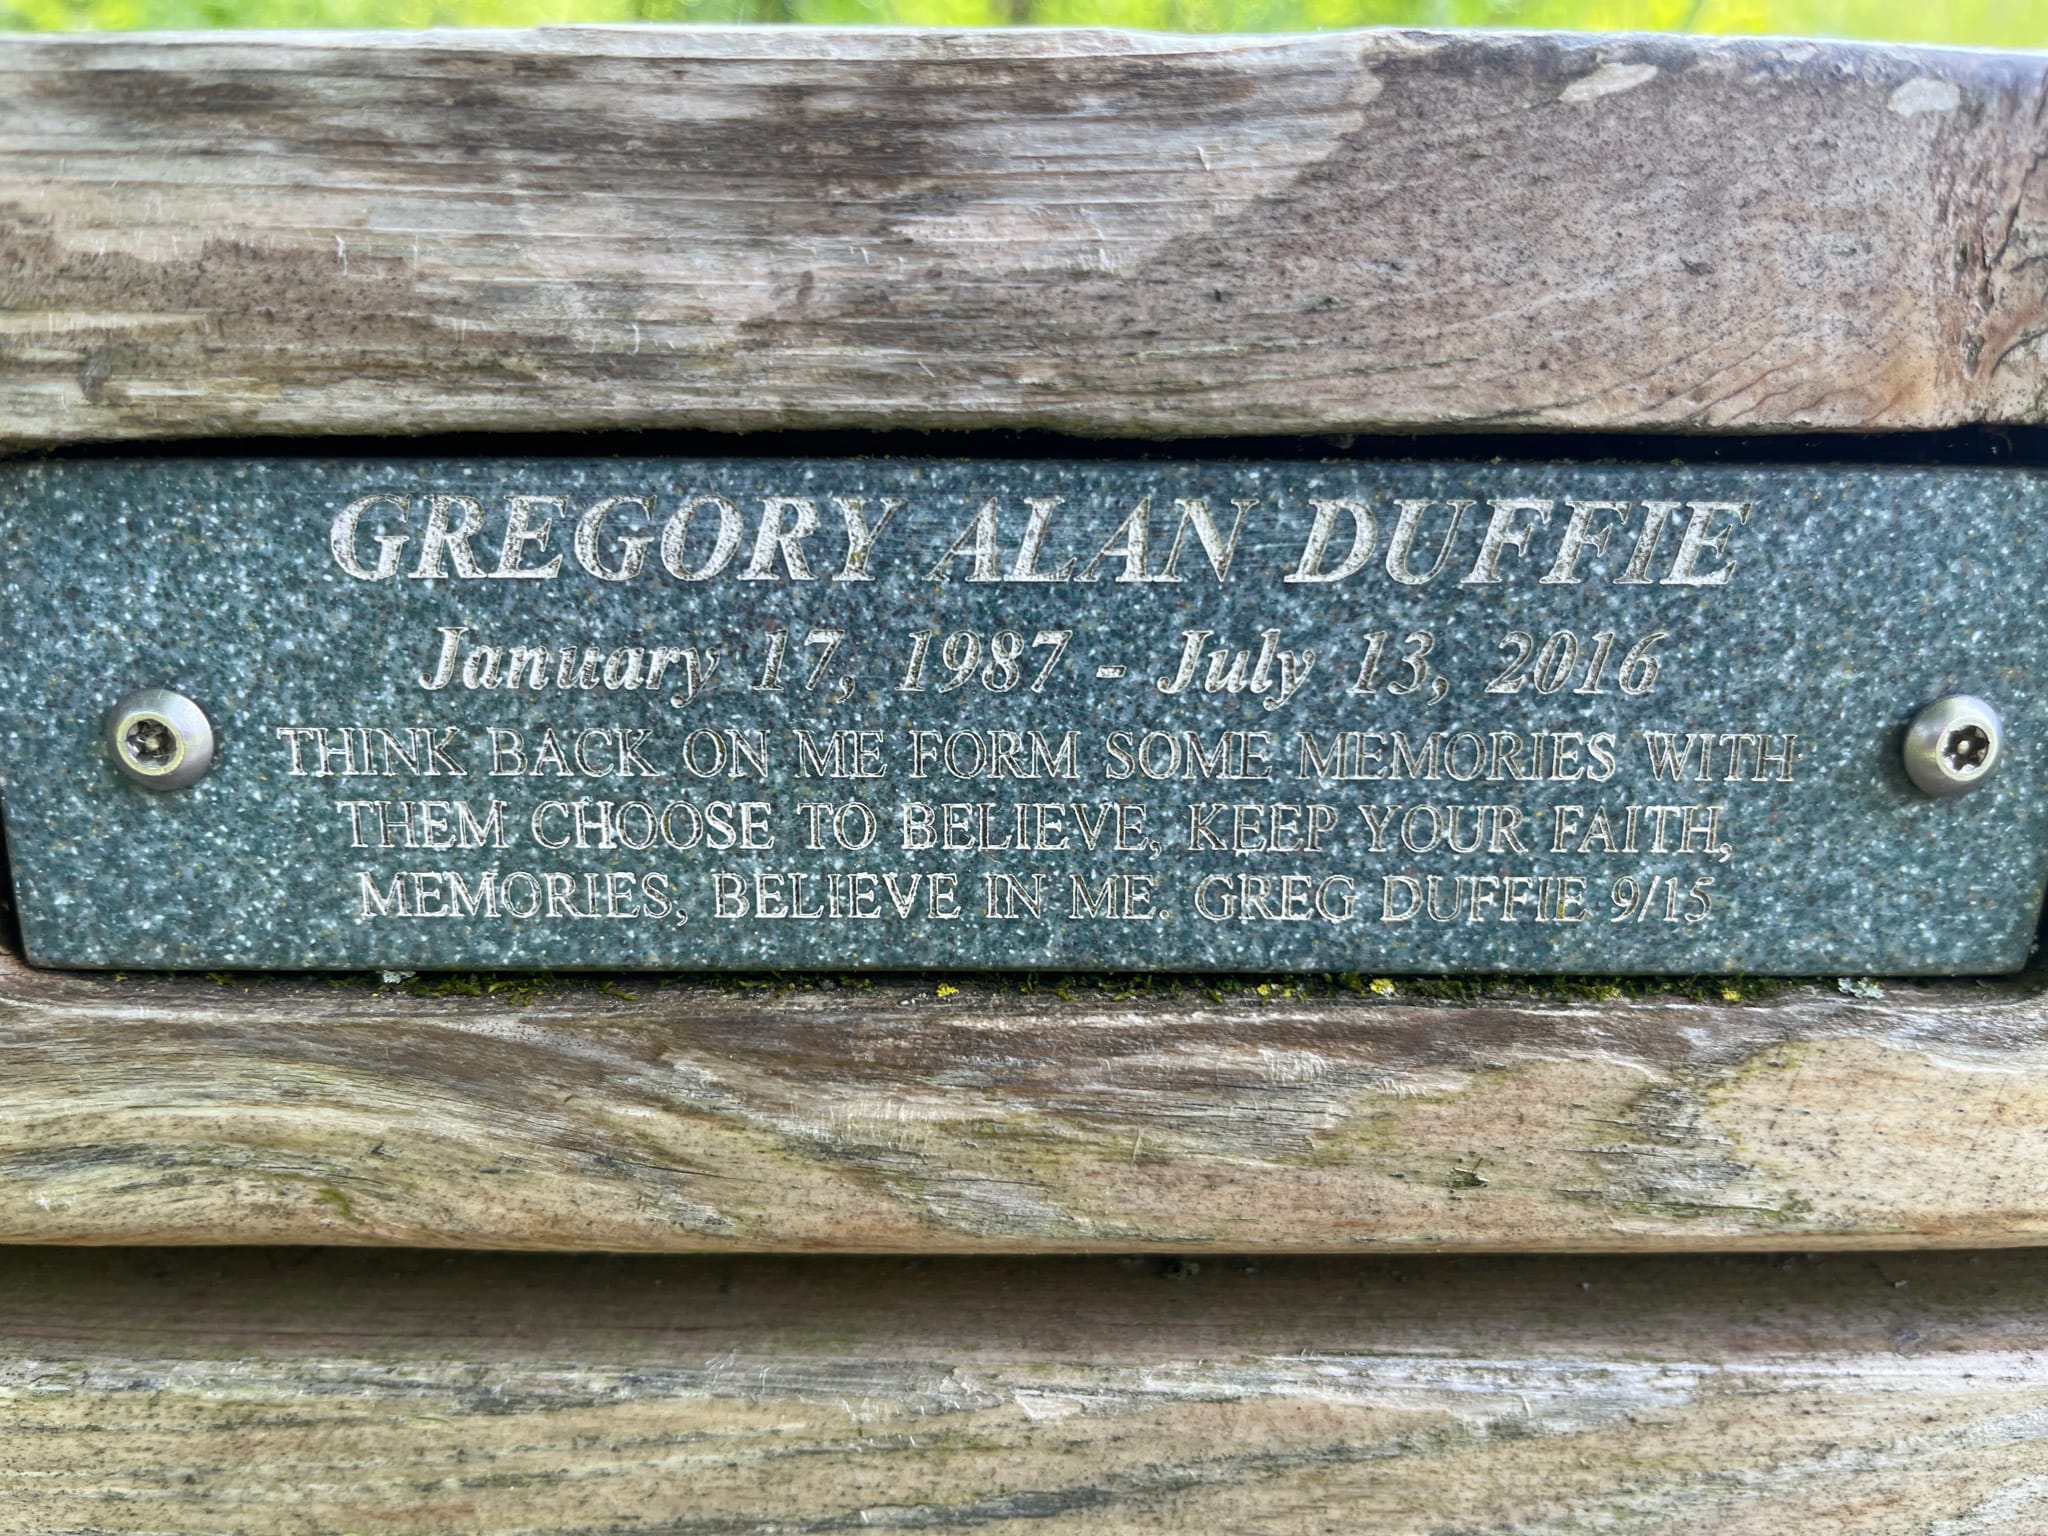 GREGORY ALAN DUFFIE
January 17, 1987 - July 13, 2016
THINK BACK ON ME FORM SOME MEMORIES WITH
THEM CHOOSE TO BELIEVE, KEEP YOUR FAITH,
MEMORIES, BELIEVE IN ME. GREG DUFFIE 9/15